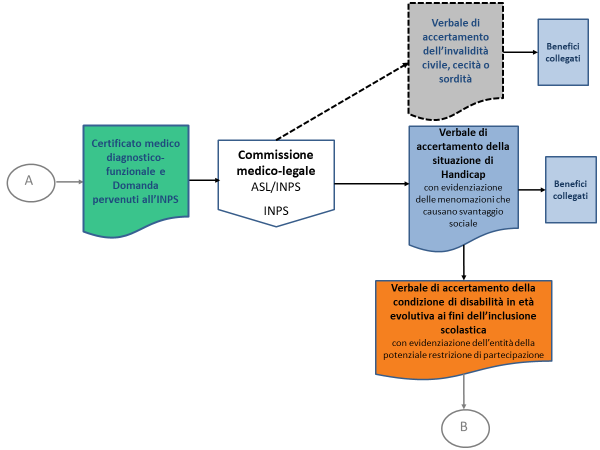 A
Certificato medico
diagnostico-
funzionale e
Domanda
pervenuti all'INPS
Commissione
medico-legale
ASL/INPS
INPS
Verbale di
accertamento
dell'invalidità
civile, cecità o
sordità
Benefici
collegati
Verbale di
accertamento della
situazione di
Handicap
con evidenziazione
delle menomazioni che
causano svantaggio
sociale
Benefici
collegati
Verbale di accertamento della
condizione di disabilità in età
evolutiva ai fini dell'inclusione
scolastica
con evidenziazione dell'entità della
potenziale restrizione di partecipazione
B